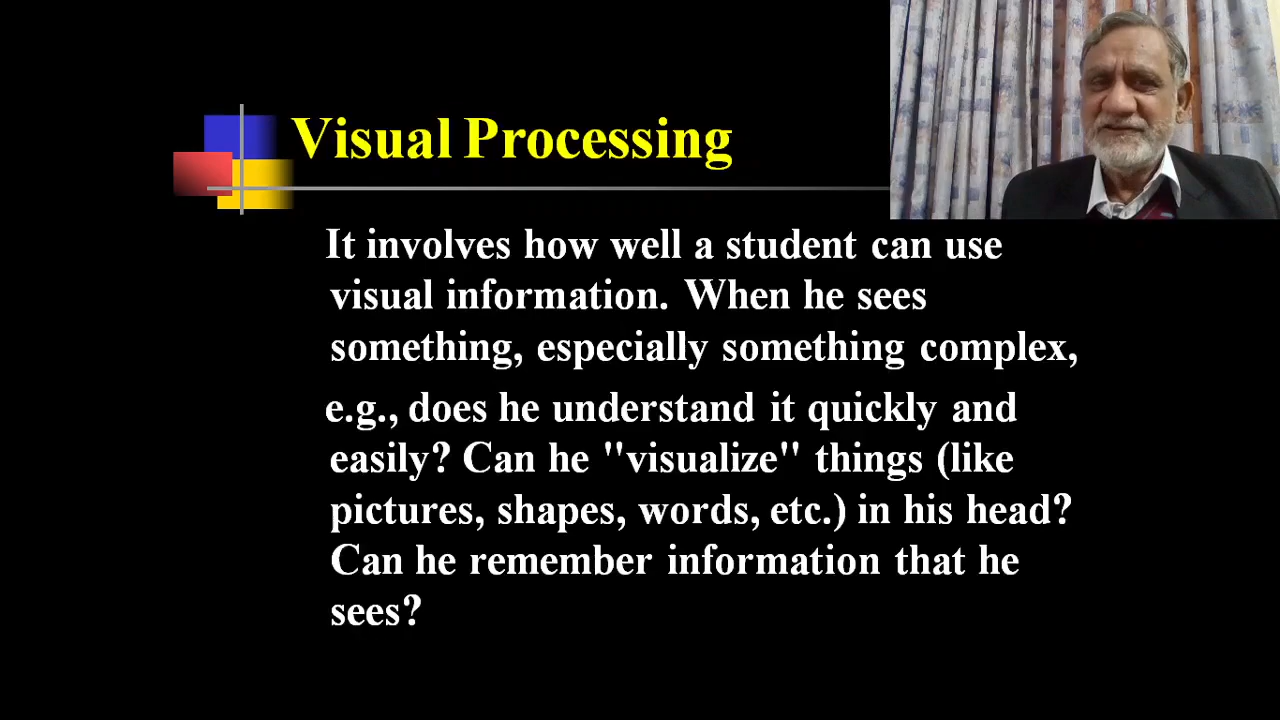 Visual Processing
It involves how well a student can use
visual information. When he sees
something, especially something complex,
e.g., does he understand it quickly and
easily? Can he "visualize" things (like
pictures, shapes, words, etc.) in his head?
Can he remember information that he
sees?